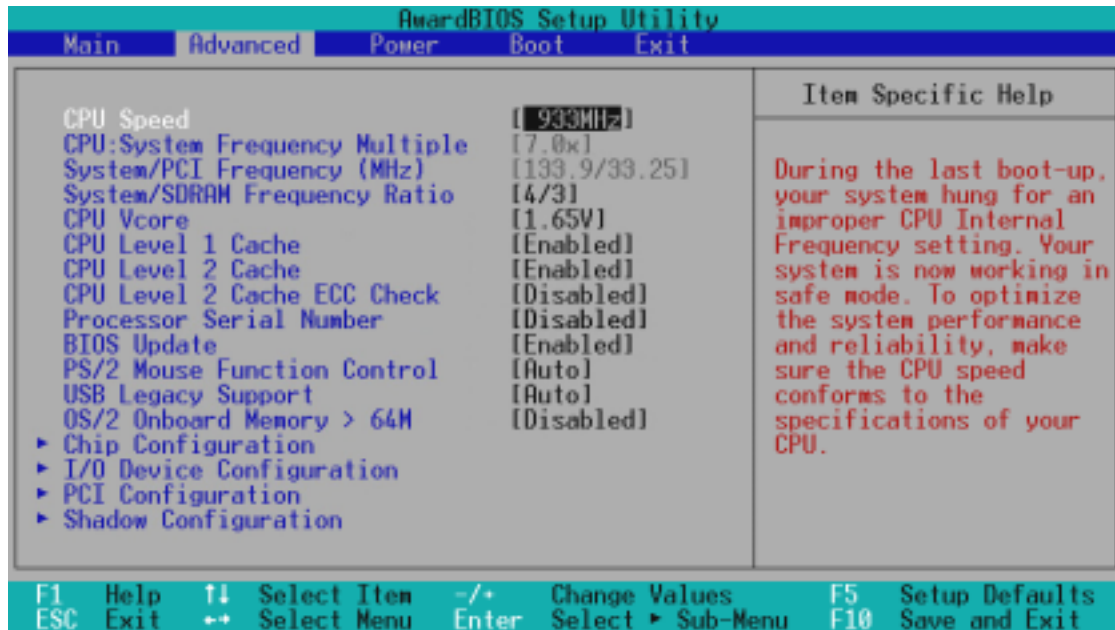 AwardBIOS Setup Utility
Main Advanced Power Boot Exit
CPU Speed [ 933MHz]
CPU:System Frequency Multiple [7.0x]
System/PCI Frequency (MHz) [133.9/33.25]
System/SDRAM Frequency Ratio [4/3]
CPU Vcore [1.65V]
CPU Level 1 Cache [Enabled]
CPU Level 2 Cache [Enabled]
CPU Level 2 Cache ECC Check [Disabled]
Processor Serial Number [Disabled]
BIOS Update [Enabled]
PS/2 Mouse Function Control [Auto]
USB Legacy Support [Auto]
OS/2 Onboard Memory > 64M [Disabled]
Chip Configuration
I/O Device Configuration
PCI Configuration
Shadow Configuration
Item Specific Help
During the last boot-up,
your system hung for an
improper CPU Internal
Frequency setting. Your
system is now working in
safe mode. To optimize
the system performance
and reliability, make
sure the CPU speed
conforms to the
specifications of your
CPU.
F1 Help ↑↓ Select Item -/+ Change Values F5 Setup Defaults
ESC Exit ←→ Select Menu Enter Select ► Sub-Menu F10 Save and Exit